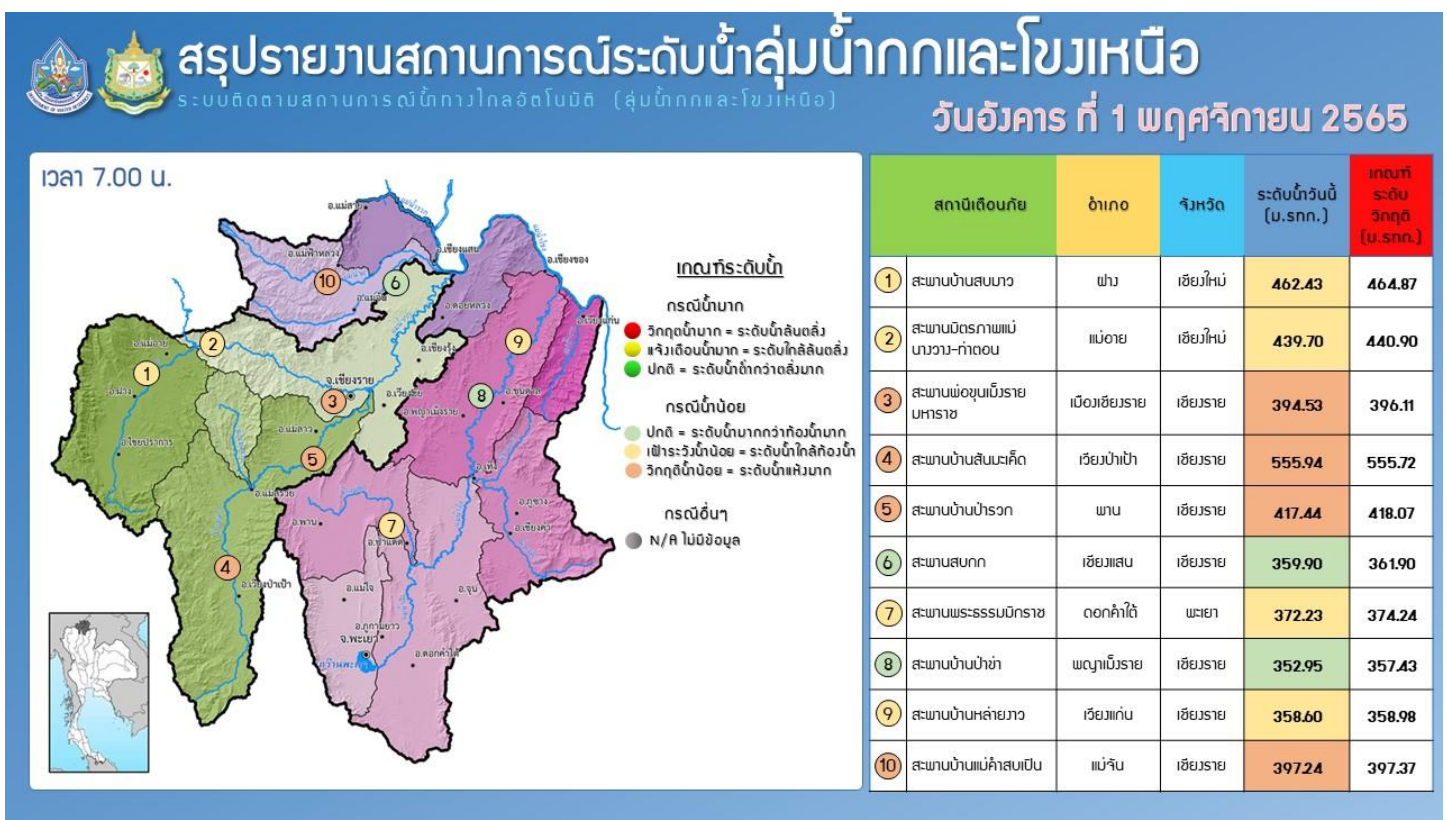 สรุปรายงานสถานการณ์ระดับน้ำลุ่มน้ำกกและโขงเหนือ
ระบบติดตามสถานการณ์น้ำทางไกลอัตโนมัติ (ลุ่มน้ำกกและโขงเหนือ)
วันอังคาร ที่ 1 พฤศจิกายน 2565
เวลา 7.00 น.
อ.แม่สาย
อ.แม่ฟ้าหลวง
อ.เชียงแสน
อ.เชียงของ
10
6
อ.แม่จัน
อ.ดอยหลวง
อ.เวียงแก่น
2
9
อ.แม่อาย
อ.เชียงรุ้ง
1
จ.เชียงราย
อ.ฝาง
3
อ.เวียงชัย
8
อ.ขุนตาล
อ.พญาเม็งราย
อ.แม่ลาว
อ.ไชยปราการ
5
อ.เทิง
อ.แม่สรวย
อ.ภูซาง
อ.พาน
7
อ.เชียงคำ
อ.ป่าแดด
4
อ.เวียงป่าเป้า
อ.แม่ใจ
อ.จุน
อ.ภูกามยาว
จ.พะเยา
อ.ดอกคำใต้
กว๊านพะเยา
เกณฑ์ระดับน้ำ
กรณีน้ำมาก
วิกฤตน้ำมาก = ระดับน้ำล้นตลิ่ง
แจ้งเตือนน้ำมาก = ระดับใกล้ล้นตลิ่ง
ปกติ = ระดับน้ำต่ำกว่าตลิ่งมาก
กรณีน้ำน้อย
ปกติ = ระดับน้ำมากกว่าท้องน้ำมาก
เฝ้าระวังน้ำน้อย = ระดับน้ำใกล้ท้องน้ำ
วิกฤติน้ำน้อย = ระดับน้ำแห้งมาก
กรณีอื่นๆ
N/A ไม่มีข้อมูล
สถานีเตือนภัย อำเภอ จังหวัด ระดับน้ำวันนี้ (ม.รทก.) เกณฑ์ระดับวิกฤติ (ม.รทก.)
1 สะพานบ้านสบมาว ฝาง เชียงใหม่ 462.43 464.87
2 สะพานมิตรภาพแม่นางวาง-ท่าตอน แม่อาย เชียงใหม่ 439.70 440.90
3 สะพานพ่อขุนเม็งรายมหาราช เมืองเชียงราย เชียงราย 394.53 396.11
4 สะพานบ้านสันมะเค็ด เวียงป่าเป้า เชียงราย 555.94 555.72
5 สะพานบ้านป่ารวก พาน เชียงราย 417.44 418.07
6 สะพานสบกก เชียงแสน เชียงราย 359.90 361.90
7 สะพานพระธรรมมิกราช ดอกคำใต้ พะเยา 372.23 374.24
8 สะพานบ้านป่าข่า พญาเม็งราย เชียงราย 352.95 357.43
9 สะพานบ้านหล่ายงาว เวียงแก่น เชียงราย 358.60 358.98
10 สะพานบ้านแม่คำสบเปิน แม่จัน เชียงราย 397.24 397.37